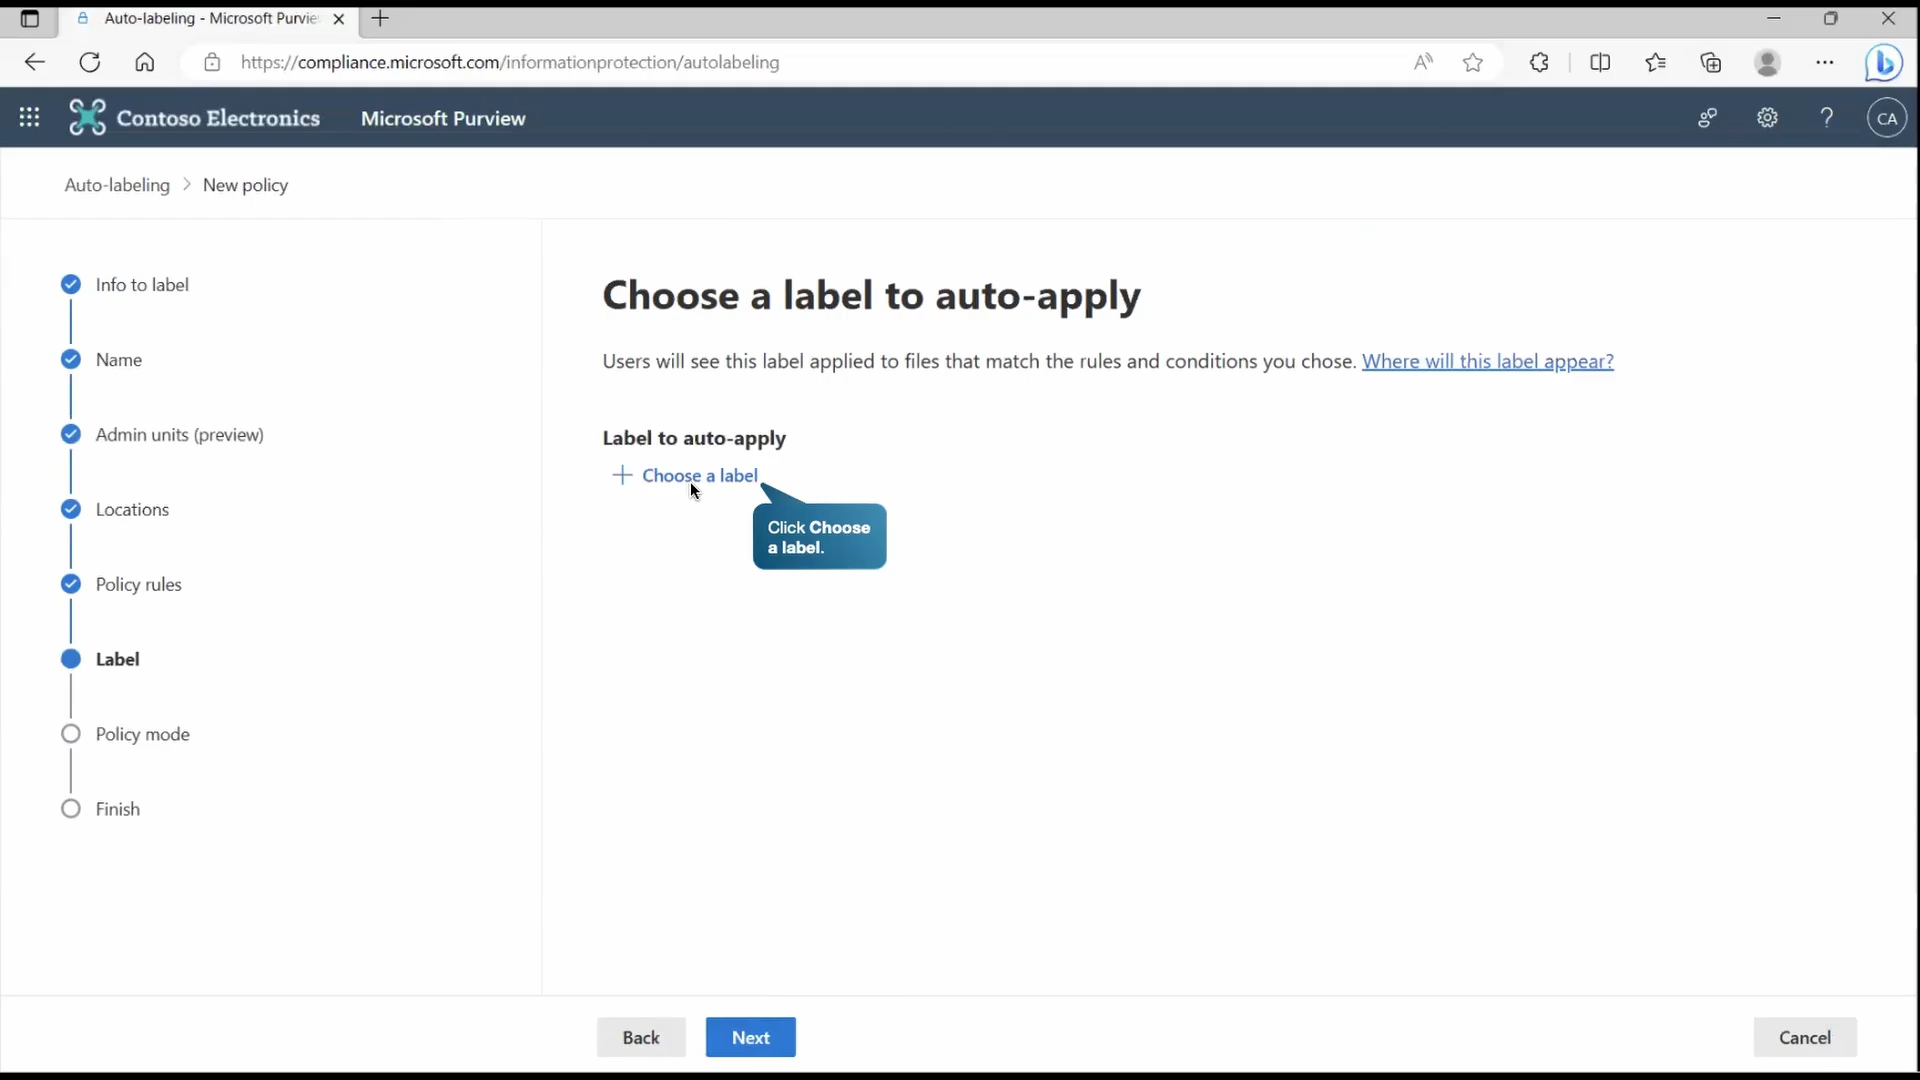 Auto-labeling - Microsoft Purvie
https://compliance.microsoft.com/informationprotection/autolabeling
Contoso Electronics
Microsoft Purview
CA
Auto-labeling > New policy
Info to label
Name
Admin units (preview)
Locations
Policy rules
Label
Policy mode
Finish
Choose a label to auto-apply
Users will see this label applied to files that match the rules and conditions you chose. Where will this label appear?
Label to auto-apply
+ Choose a label
Click Choose
a label.
Back
Next
Cancel